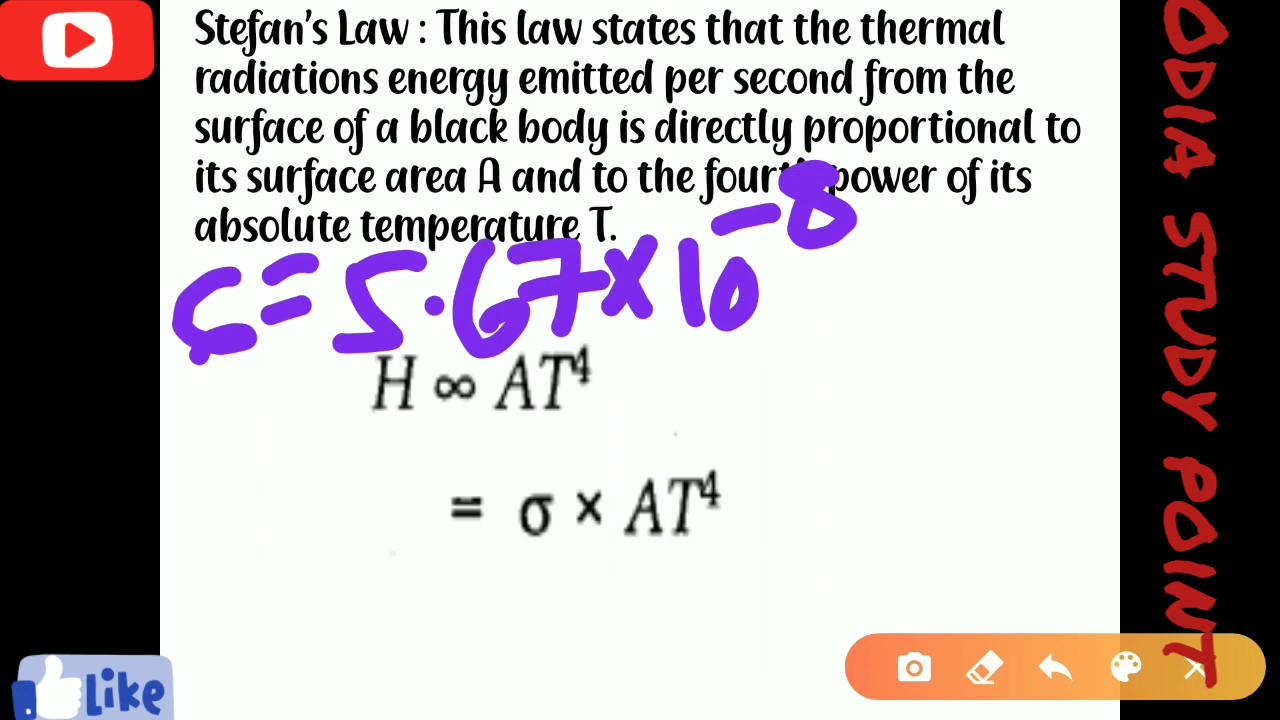 Stefan's Law : This law states that the thermal
radiations energy emitted per second from the
surface of a black body is directly proportional to
its surface area A and to the fourth power of its
absolute temperature T.
= 5.67×10⁻⁸
H ∞ AT⁴
= σ × AT⁴
Like
ODIA STUDY POINT